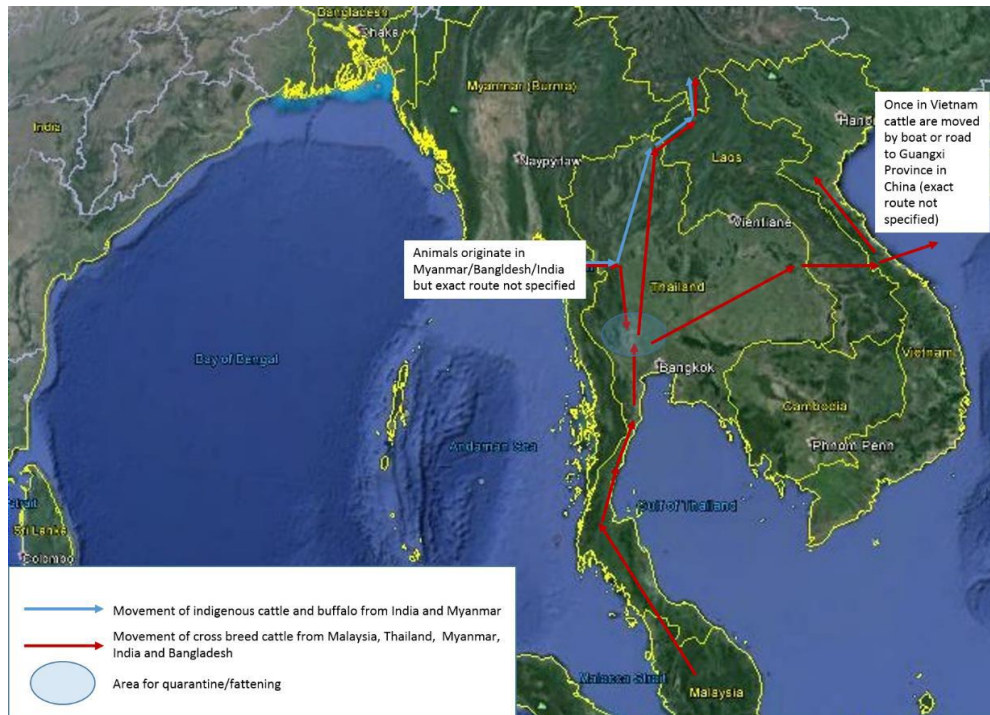 Bangladesh
Dhaka
Myanmar (Burma)
India
Hano
Once in Vietnam
cattle are moved
by boat or road
to Guangxi
Province in
China (exact
route not
specified)
Naypyitaw
Laos
Vientiane
Animals originate in
Myanmar/Bangldesh/India
but exact route not specified
Thailand
Bay of Bengal
Bangkok
Vietnam
Cambodia
Andaman Sea
Phnom Penn
Gulf of Thailand
Sri Lanka
Colombo
Movement of indigenous cattle and buffalo from India and Myanmar
Movement of cross breed cattle from Malaysia, Thailand, Myanmar,
India and Bangladesh
Area for quarantine/fattening
Malacca Strait
Malaysia